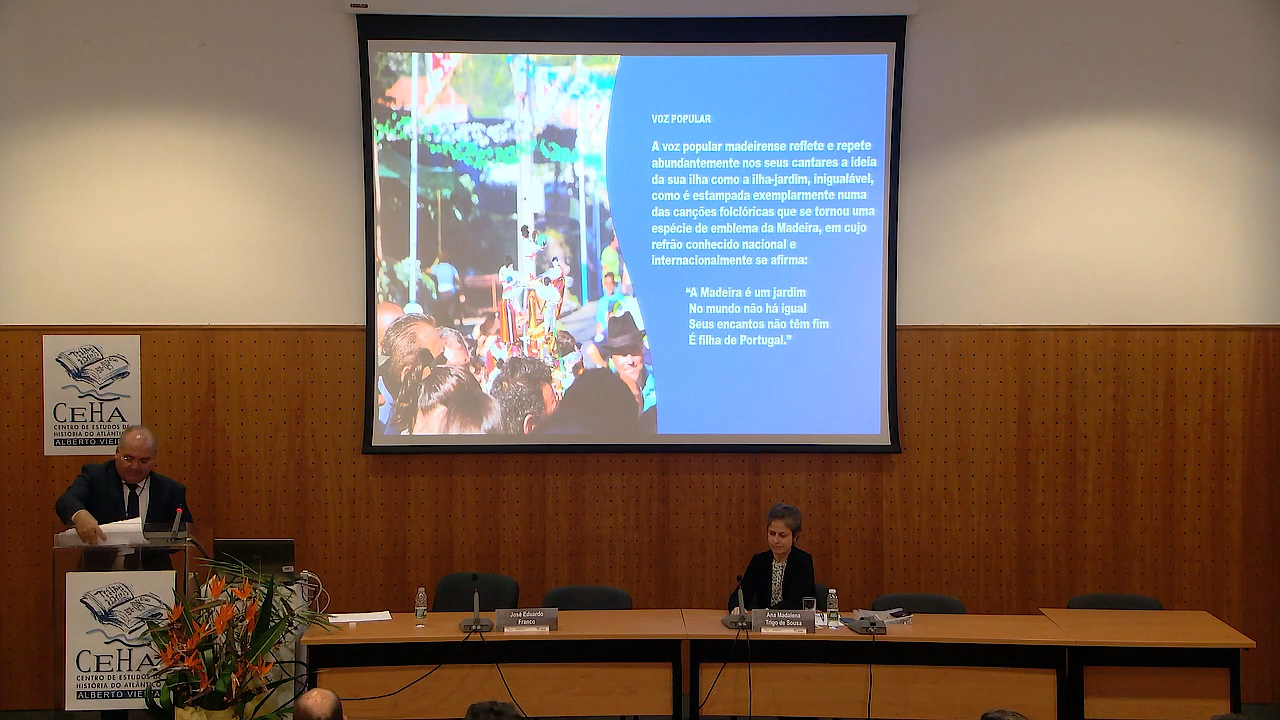 VOZ POPULAR
A voz popular madeirense reflete e repete
abundantemente nos seus cantares a ideia
da sua ilha como a ilha-jardim, inigualável,
como é estampada exemplarmente numa
das canções folclóricas que se tornou uma
espécie de emblema da Madeira, em cujo
refrão conhecido nacional e
internacionalmente se afirma:
“A Madeira é um jardim
No mundo não há igual
Seus encantos não têm fim
É filha de Portugal.”
CEHA
CENTRO DE ESTUDOS DE
HISTÓRIA DO ATLÂNTICO
ALBERTO VIEIRA
José Eduardo
Franco
Ana Madalena
Trigo de Sousa
CEHA
CENTRO DE ESTUDOS DE
HISTÓRIA DO ATLÂNTICO
ALBERTO VIEIRA